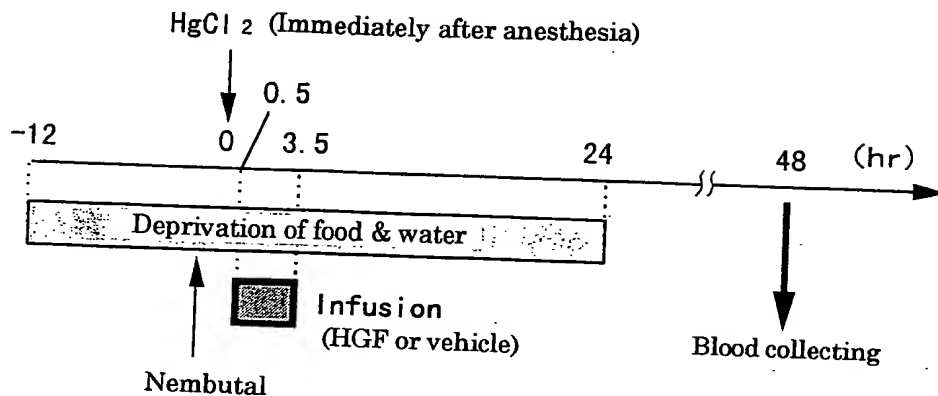 HgCl 2 (Immediately after anesthesia)
0.5
-12 0 3.5 24 48 (hr)
Deprivation of food & water
Infusion
(HGF or vehicle)
Blood collecting
Nembutal